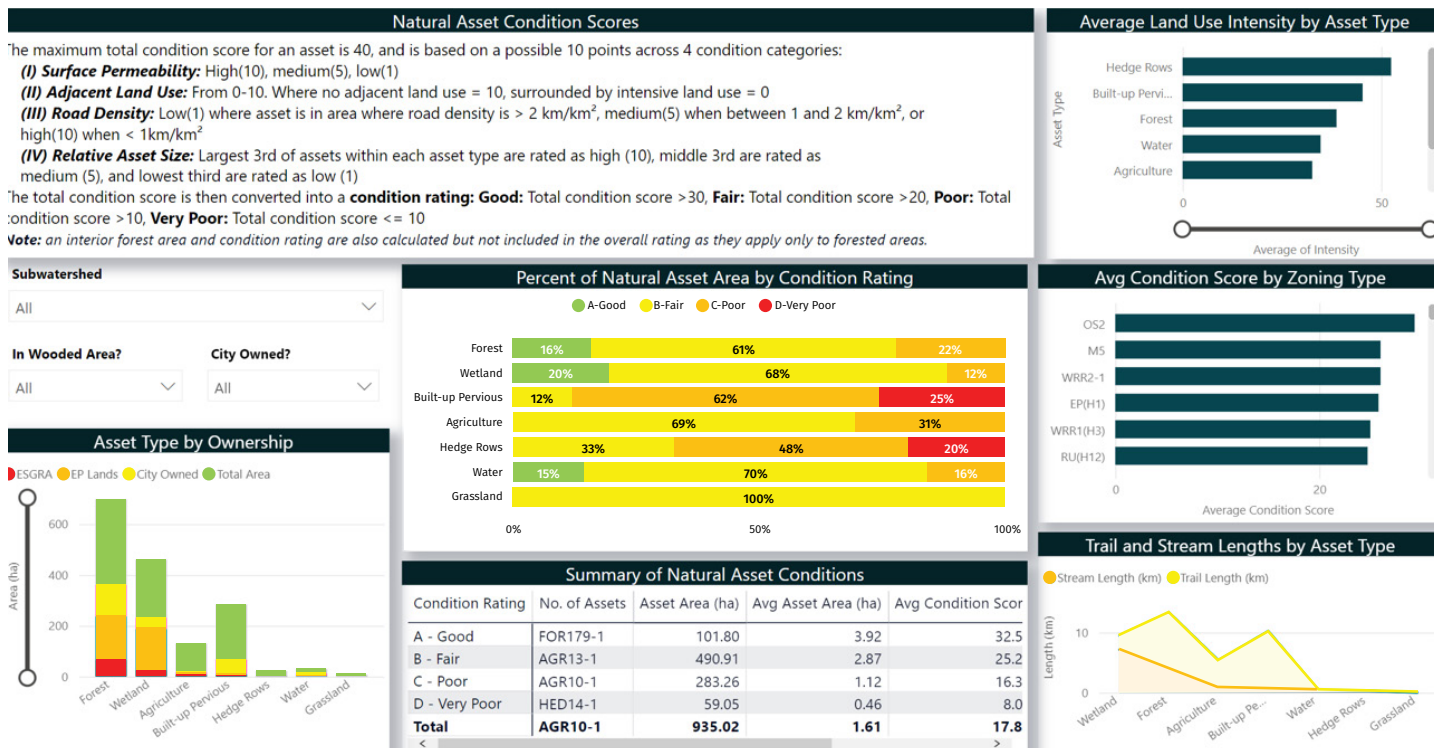 Natural Asset Condition Scores
The maximum total condition score for an asset is 40, and is based on a possible 10 points across 4 condition categories:
(I) Surface Permeability: High(10), medium(5), low(1)
(II) Adjacent Land Use: From 0-10. Where no adjacent land use = 10, surrounded by intensive land use = 0
(III) Road Density: Low(1) where asset is in area where road density is > 2 km/km², medium(5) when between 1 and 2 km/km², or
high(10) when < 1km/km²
(IV) Relative Asset Size: Largest 3rd of assets within each asset type are rated as high (10), middle 3rd are rated as
medium (5), and lowest third are rated as low (1)
The total condition score is then converted into a condition rating: Good: Total condition score >30, Fair: Total condition score >20, Poor: Total
condition score >10, Very Poor: Total condition score <= 10
Note: an interior forest area and condition rating are also calculated but not included in the overall rating as they apply only to forested areas.
Average Land Use Intensity by Asset Type
Asset Type
Hedge Rows
Built-up Pervi...
Forest
Water
Agriculture
0 50
Average of Intensity
Subwatershed
All
In Wooded Area? City Owned?
All All
Asset Type by Ownership
ESGRA EP Lands City Owned Total Area
Area (ha)
600
400
200
0
Forest Wetland Agriculture Built-up Pervious Hedge Rows Water Grassland
Percent of Natural Asset Area by Condition Rating
A-Good B-Fair C-Poor D-Very Poor
Forest 16% 61% 22%
Wetland 20% 68% 12%
Built-up Pervious 12% 62% 25%
Agriculture 69% 31%
Hedge Rows 33% 48% 20%
Water 15% 70% 16%
Grassland 100%
0% 50% 100%
Summary of Natural Asset Conditions
Condition Rating No. of Assets Asset Area (ha) Avg Asset Area (ha) Avg Condition Scor
A - Good FOR179-1 101.80 3.92 32.5
B - Fair AGR13-1 490.91 2.87 25.2
C - Poor AGR10-1 283.26 1.12 16.3
D - Very Poor HED14-1 59.05 0.46 8.0
Total AGR10-1 935.02 1.61 17.8
Avg Condition Score by Zoning Type
OS2
M5
WRR2-1
EP(H1)
WRR1(H3)
RU(H12)
0 20
Average Condition Score
Trail and Stream Lengths by Asset Type
Stream Length (km) Trail Length (km)
Length (km)
10
0
Wetland Forest Agriculture Built-up Pe... Water Hedge Rows Grassland